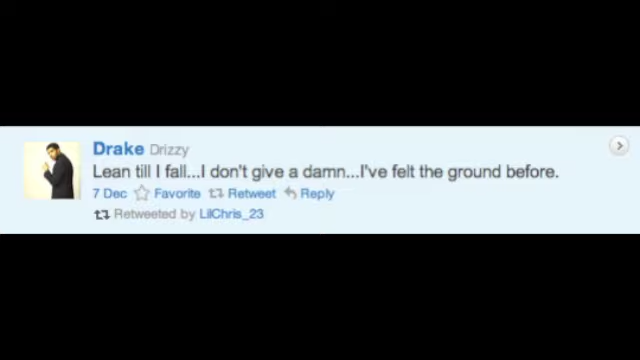 Drake Drizzy
Lean till I fall...I don't give a damn...I've felt the ground before.
7 Dec Favorite Retweet Reply
Retweeted by LilChris_23